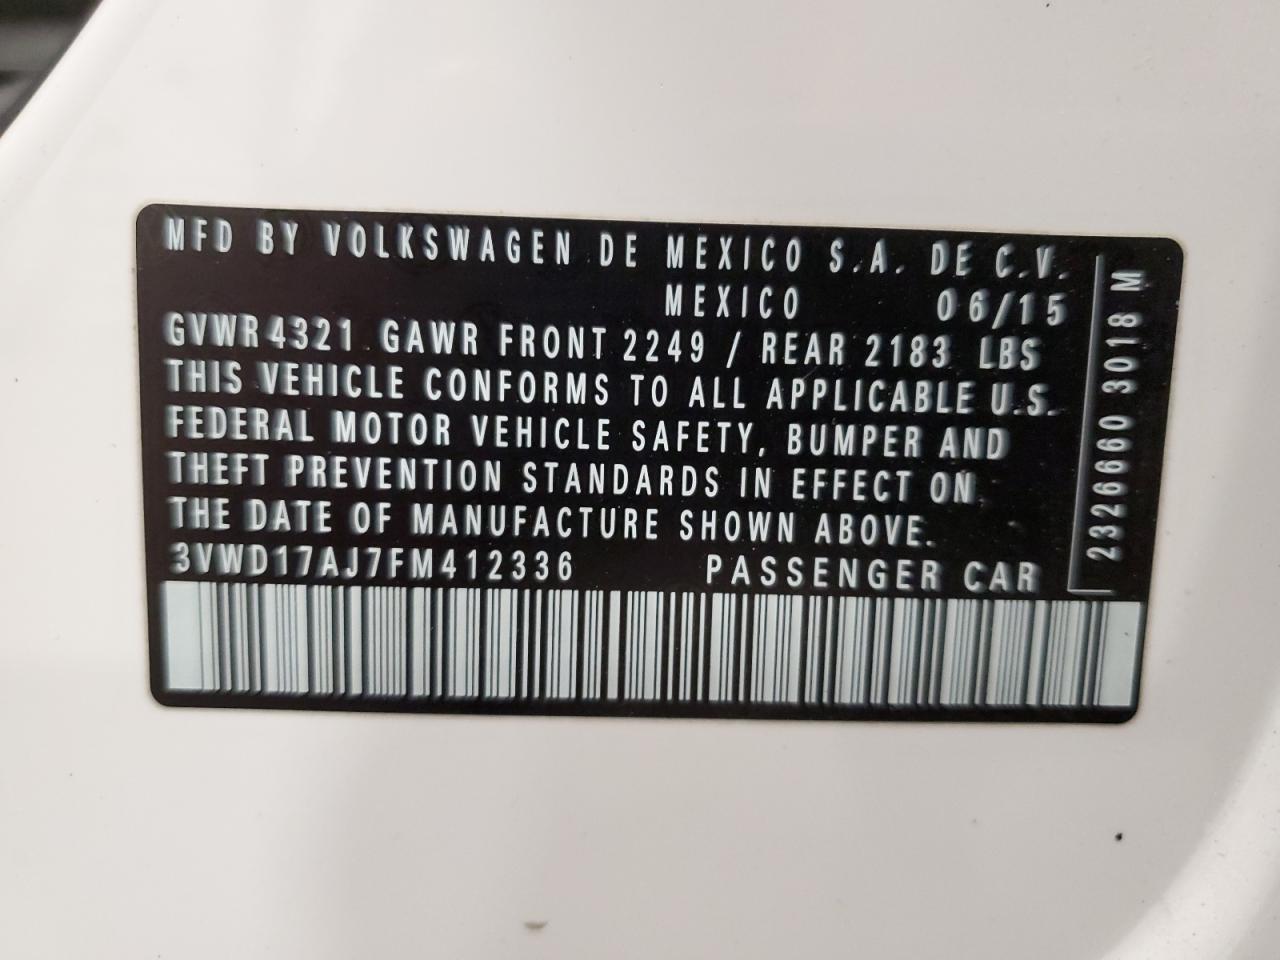 MFD BY VOLKSWAGEN DE MEXICO S.A. DE C.V.
MEXICO 06/15
GVWR 4321 GAWR FRONT 2249 / REAR 2183 LBS
THIS VEHICLE CONFORMS TO ALL APPLICABLE U.S.
FEDERAL MOTOR VEHICLE SAFETY, BUMPER AND
THEFT PREVENTION STANDARDS IN EFFECT ON
THE DATE OF MANUFACTURE SHOWN ABOVE.
3VWD17AJ7FM412336 PASSENGER CAR
2326660 3018 M